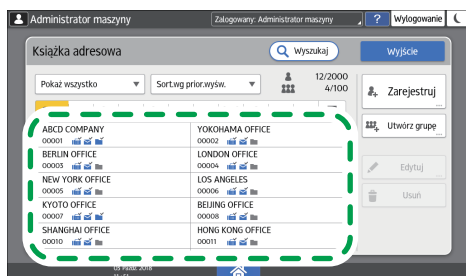 Administrator maszyny
Zalogowany: Administrator maszyny
?
Wylogowanie
Książka adresowa
Wyszukaj
Wyjście
Pokaż wszystko
Sort.wg prior.wyśw.
12/2000
4/100
Zarejestruj
Utwórz grupę
Edytuj
Usuń
ABCD COMPANY
00001
YOKOHAMA OFFICE
00002
BERLIN OFFICE
00003
LONDON OFFICE
00004
NEW YORK OFFICE
00005
LOS ANGELES
00006
KYOTO OFFICE
00007
BEIJING OFFICE
00008
SHANGHAI OFFICE
00010
HONG KONG OFFICE
00011